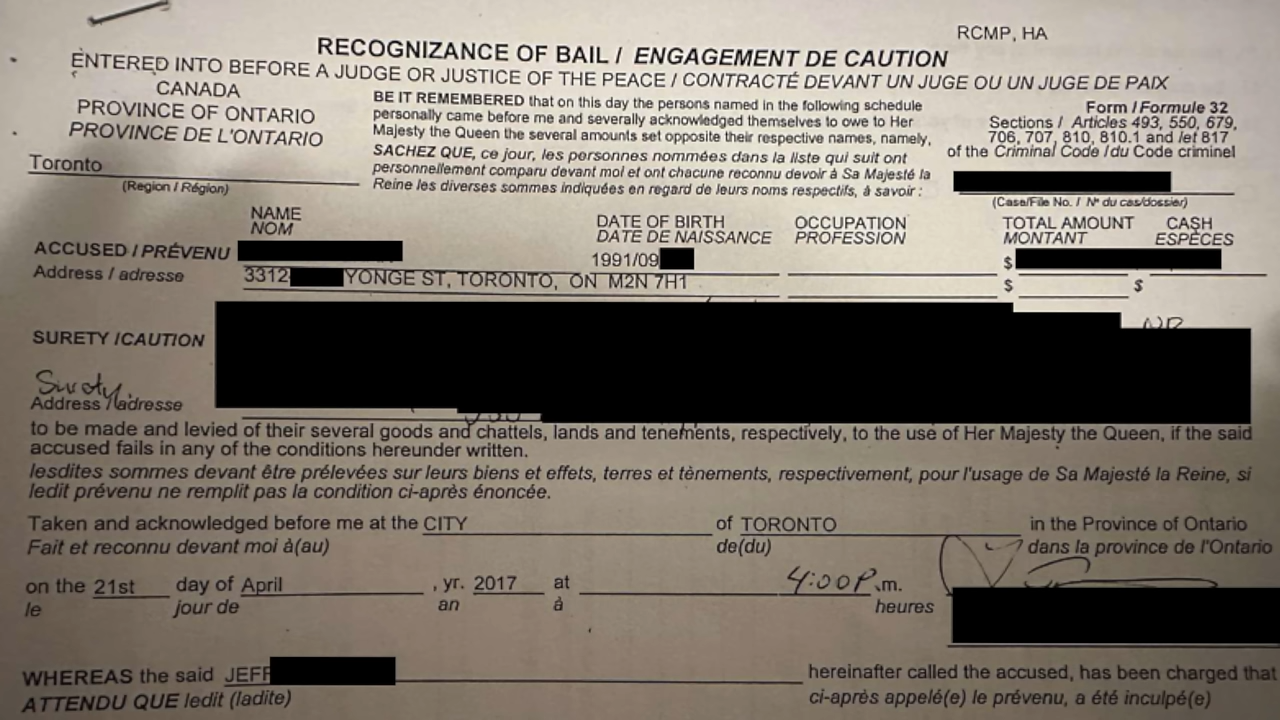 RCMP, HA
RECOGNIZANCE OF BAIL / ENGAGEMENT DE CAUTION
ENTERED INTO BEFORE A JUDGE OR JUSTICE OF THE PEACE / CONTRACTÉ DEVANT UN JUGE OU UN JUGE DE PAIX
CANADA
PROVINCE OF ONTARIO
PROVINCE DE L'ONTARIO
Toronto
(Region / Région)
BE IT REMEMBERED that on this day the persons named in the following schedule
personally came before me and severally acknowledged themselves to owe to Her
Majesty the Queen the several amounts set opposite their respective names, namely,
SACHEZ QUE, ce jour, les personnes nommées dans la liste qui suit ont
personnellement comparu devant moi et ont chacune reconnu devoir à Sa Majesté la
Reine les diverses sommes indiquées en regard de leurs noms respectifs, à savoir :
Form / Formule 32
Sections / Articles 493, 550, 679,
706, 707, 810, 810.1 and /et 817
of the Criminal Code /du Code criminel
(Case/File No. / Nº du cas/dossier)
NAME
NOM
DATE OF BIRTH
DATE DE NAISSANCE
OCCUPATION
PROFESSION
TOTAL AMOUNT
MONTANT
CASH
ESPÈCES
ACCUSED / PRÉVENU
1991/09
$
Address / adresse
3312 YONGE ST, TORONTO, ON M2N 7H1
$ $
SURETY /CAUTION
Surety
Address /adresse
to be made and levied of their several goods and chattels, lands and tenements, respectively, to the use of Her Majesty the Queen, if the said
accused fails in any of the conditions hereunder written.
lesdites sommes devant être prélevées sur leurs biens et effets, terres et tènements, respectivement, pour l'usage de Sa Majesté la Reine, si
ledit prévenu ne remplit pas la condition ci-après énoncée.
Taken and acknowledged before me at the CITY of TORONTO in the Province of Ontario
Fait et reconnu devant moi à(au) de(du) dans la province de l'Ontario
on the 21st day of April , yr. 2017 at 4:00 P.m.
le jour de an à heures
WHEREAS the said JEFF hereinafter called the accused, has been charged that
ATTENDU QUE ledit (ladite) ci-après appelé(e) le prévenu, a été inculpé(e)